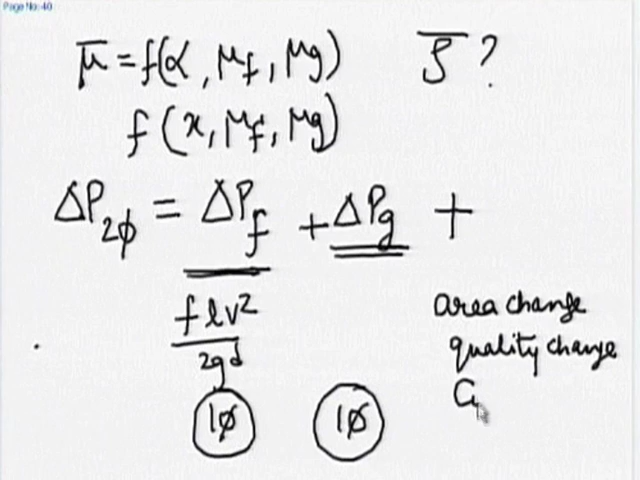 Page No: 40
μ̅ = f(α, μf, μg) ρ̅ ?
f(x, μf, μg)
ΔP2φ = ΔPf + ΔPg +
flv²
2gd
area change
quality change
G
1φ 1φ